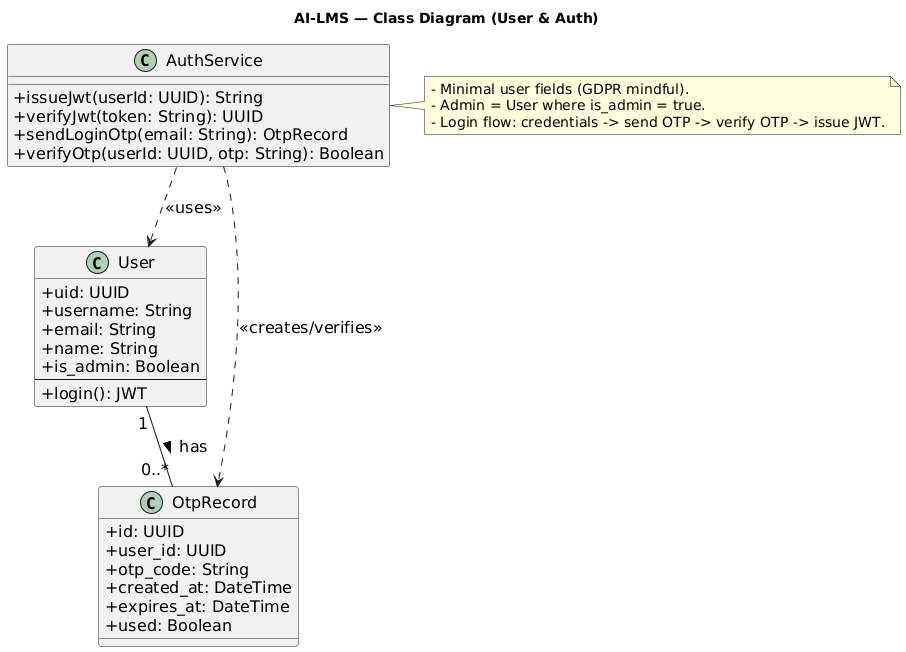 AI-LMS — Class Diagram (User & Auth)
C AuthService
+issueJwt(userId: UUID): String
+verifyJwt(token: String): UUID
+sendLoginOtp(email: String): OtpRecord
+verifyOtp(userId: UUID, otp: String): Boolean
- Minimal user fields (GDPR mindful).
- Admin = User where is_admin = true.
- Login flow: credentials -> send OTP -> verify OTP -> issue JWT.
«uses»
C User
+uid: UUID
+username: String
+email: String
+name: String
+is_admin: Boolean
+login(): JWT
«creates/verifies»
1
has
0..*
C OtpRecord
+id: UUID
+user_id: UUID
+otp_code: String
+created_at: DateTime
+expires_at: DateTime
+used: Boolean